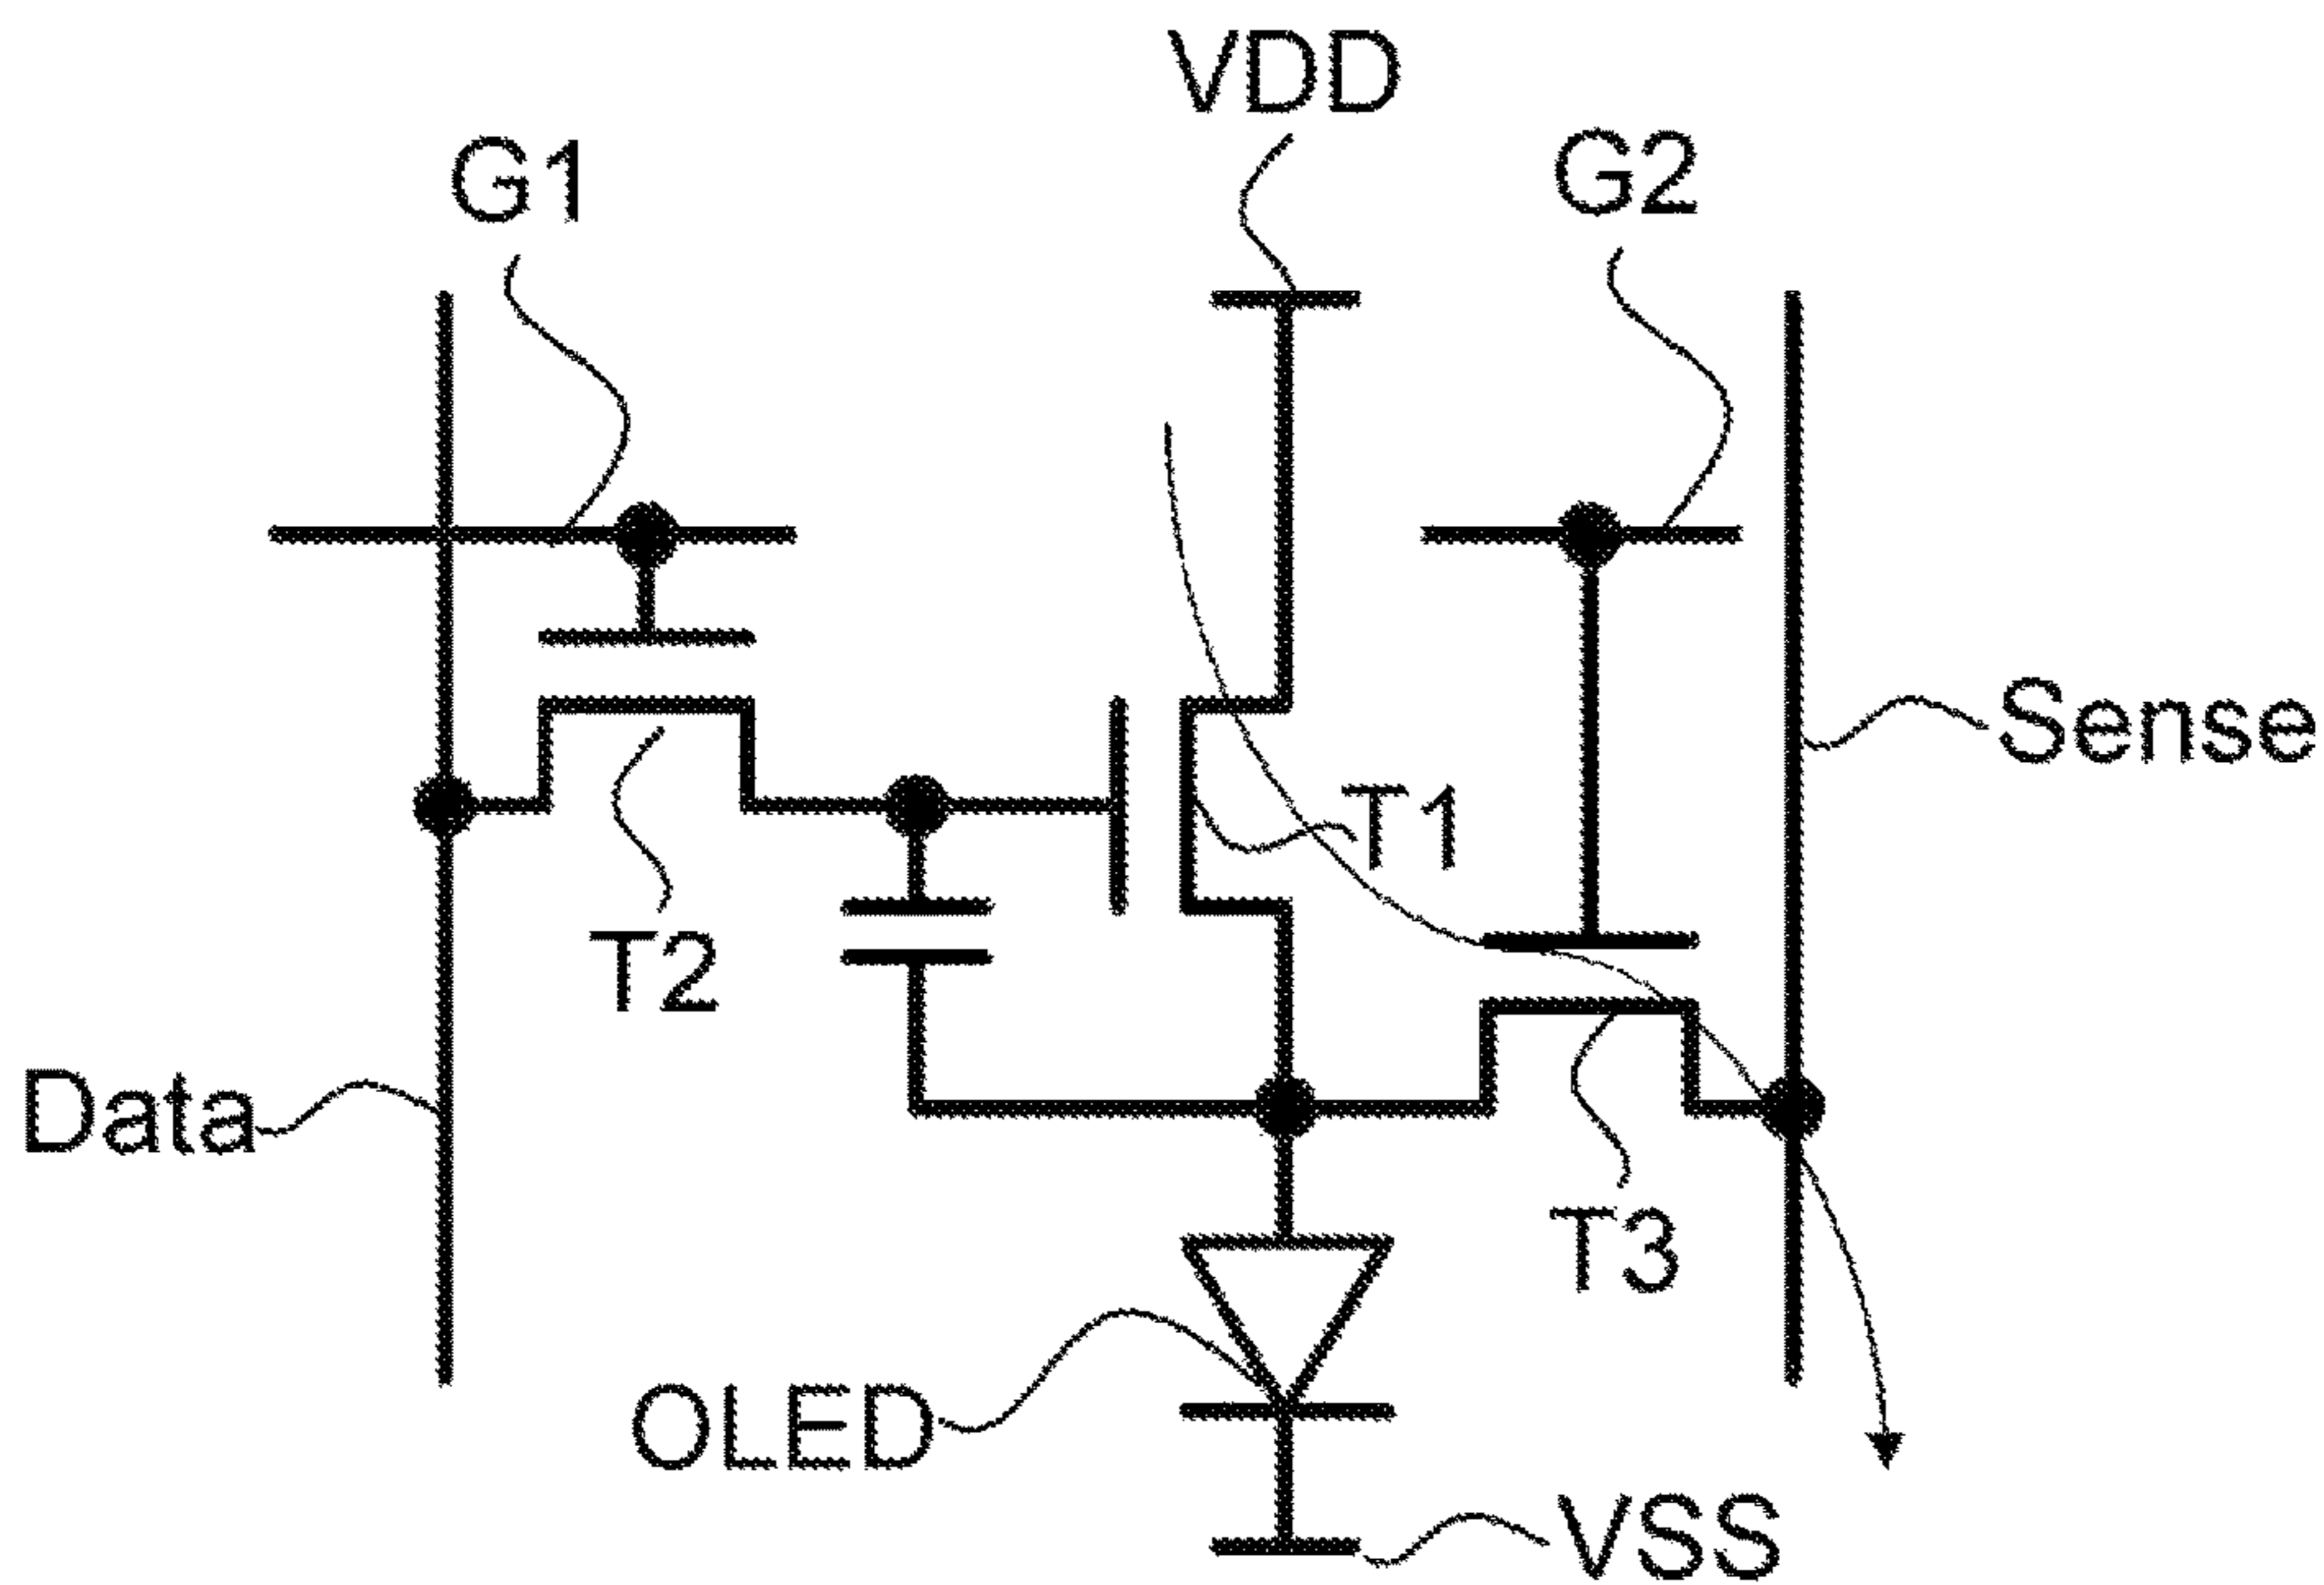 VDD
G1
G2
Sense
T1
T2
Data
T3
OLED
VSS